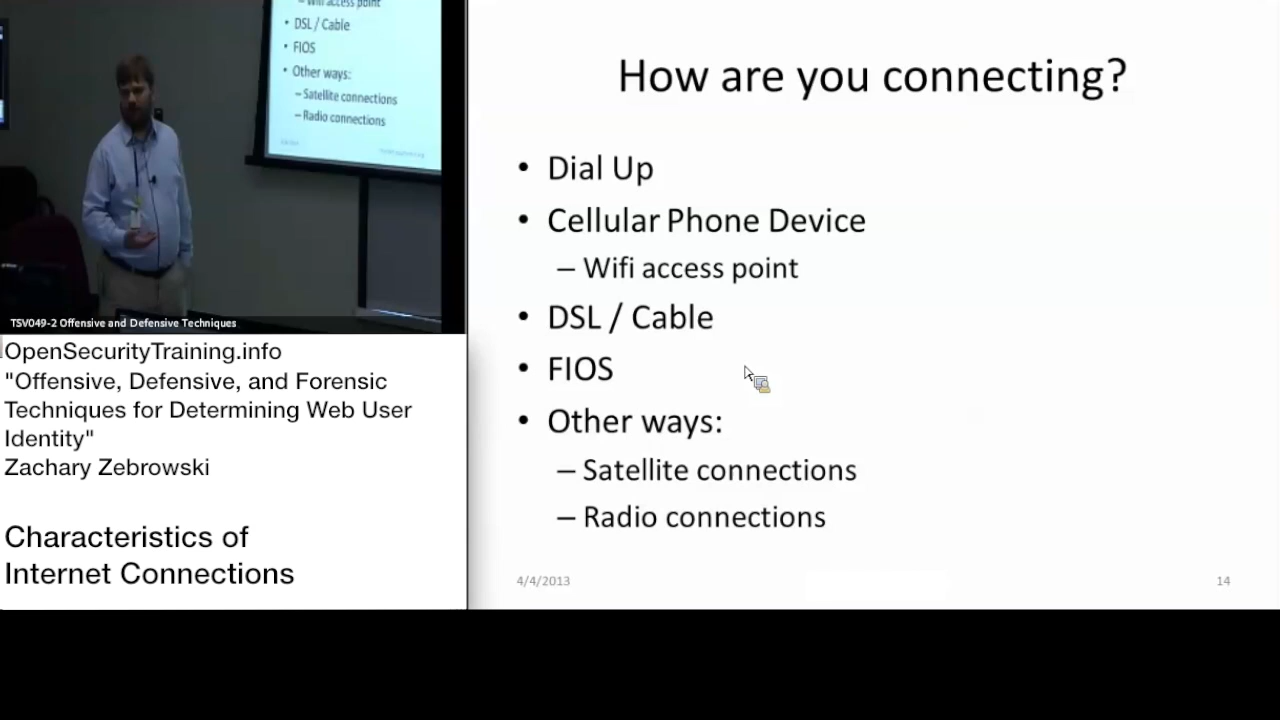 Wifi access point
• DSL / Cable
• FIOS
• Other ways:
– Satellite connections
– Radio connections
TSV049-2 Offensive and Defensive Techniques
OpenSecurityTraining.info
"Offensive, Defensive, and Forensic
Techniques for Determining Web User
Identity"
Zachary Zebrowski
Characteristics of
Internet Connections
How are you connecting?
• Dial Up
• Cellular Phone Device
– Wifi access point
• DSL / Cable
• FIOS
• Other ways:
– Satellite connections
– Radio connections
4/4/2013
14